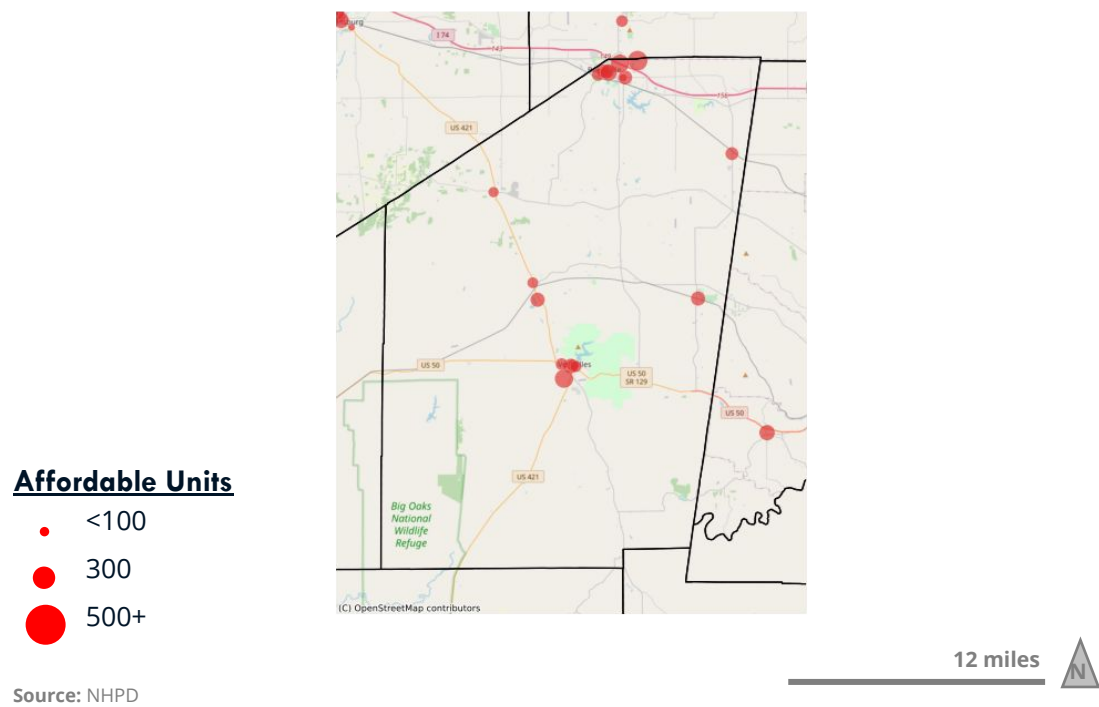 I 74
US 421
US 50
US 50
SR 129
US 50
US 421
Big Oaks
National
Wildlife
Refuge
(C) OpenStreetMap contributors
Affordable Units
<100
300
500+
12 miles
N
Source: NHPD